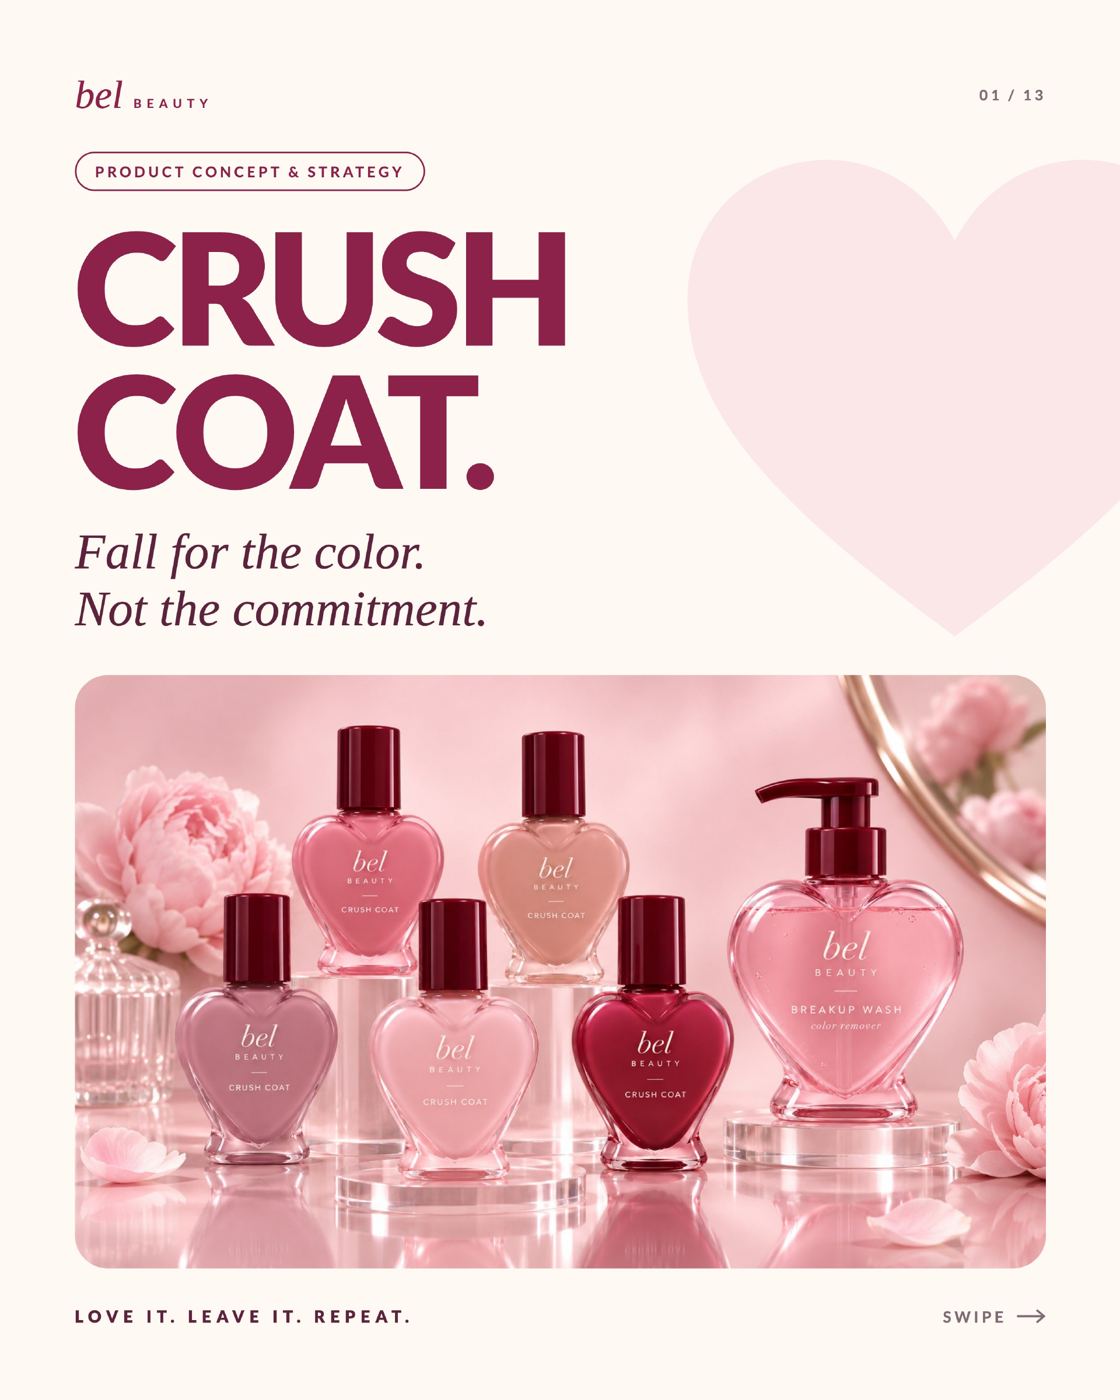 bel BEAUTY
01 / 13
PRODUCT CONCEPT & STRATEGY
CRUSH
COAT.
Fall for the color.
Not the commitment.
bel
BEAUTY
CRUSH COAT
bel
BEAUTY
CRUSH COAT
bel
BEAUTY
CRUSH COAT
bel
BEAUTY
CRUSH COAT
bel
BEAUTY
CRUSH COAT
bel
BEAUTY
BREAKUP WASH
color remover
LOVE IT. LEAVE IT. REPEAT.
SWIPE →